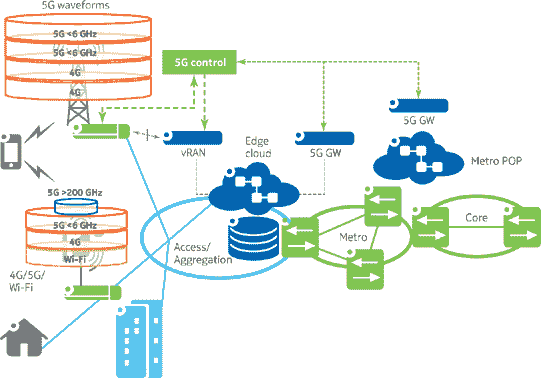 5G waveforms
5G <6 GHz
5G <6 GHz
4G
4G
5G control
5G GW
vRAN
Edge
cloud
5G GW
Metro POP
5G >200 GHz
5G <6 GHz
4G
Wi-Fi
4G/5G/
Wi-Fi
Access/
Aggregation
Metro
Core